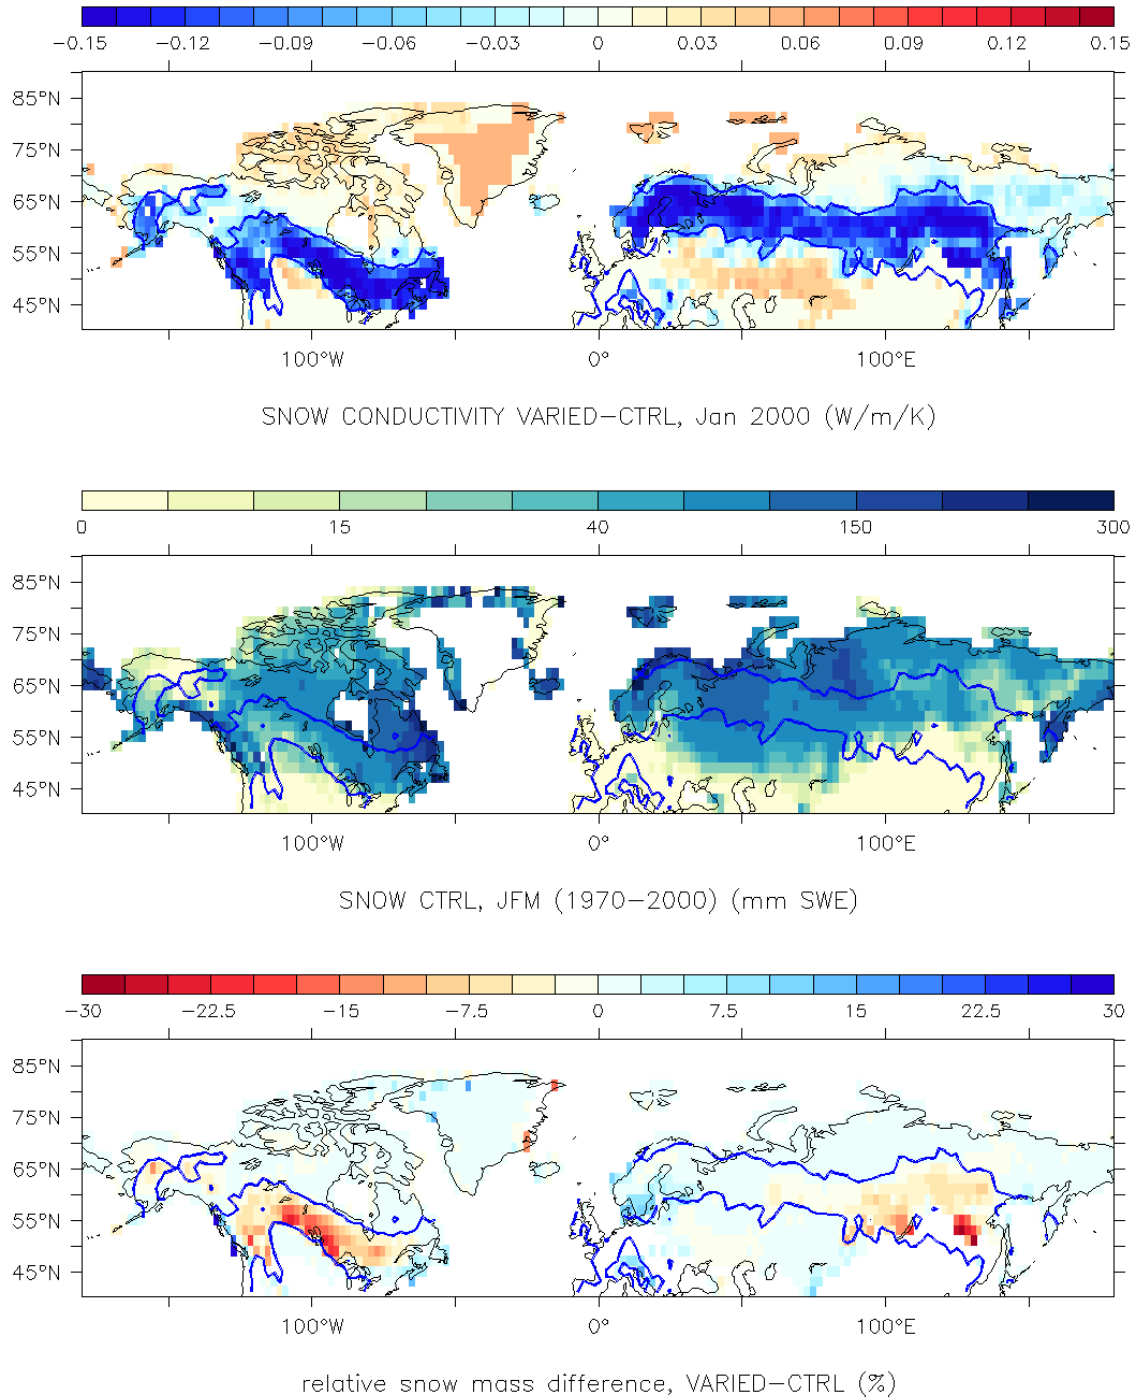 −0.15 −0.12 −0.09 −0.06 −0.03 0 0.03 0.06 0.09 0.12 0.15
85°N
75°N
65°N
55°N
45°N
100°W 0° 100°E
SNOW CONDUCTIVITY VARIED−CTRL, Jan 2000 (W/m/K)
0 15 40 150 300
85°N
75°N
65°N
55°N
45°N
100°W 0° 100°E
SNOW CTRL, JFM (1970−2000) (mm SWE)
−30 −22.5 −15 −7.5 0 7.5 15 22.5 30
85°N
75°N
65°N
55°N
45°N
100°W 0° 100°E
relative snow mass difference, VARIED−CTRL (%)